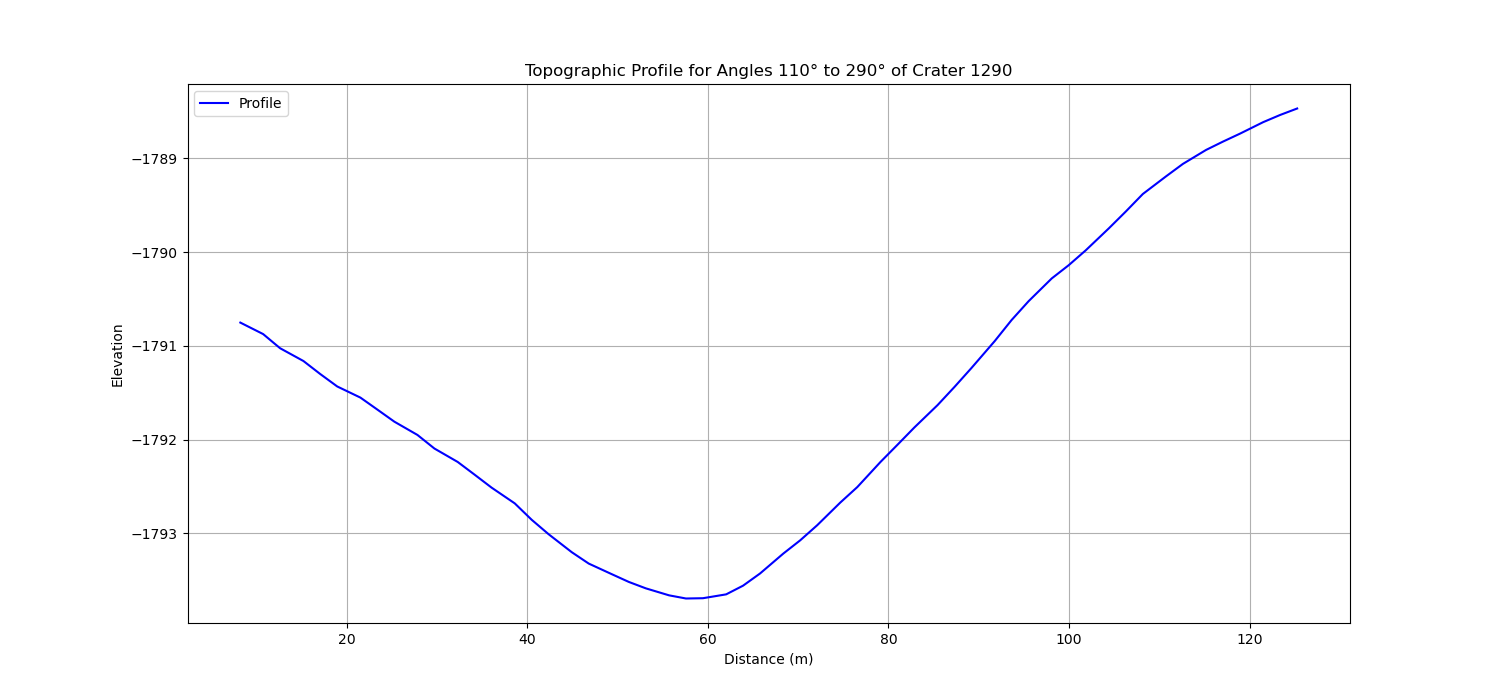 Topographic Profile for Angles 110° to 290° of Crater 1290
Profile
−1789
−1790
−1791
−1792
−1793
Elevation
20 40 60 80 100 120
Distance (m)